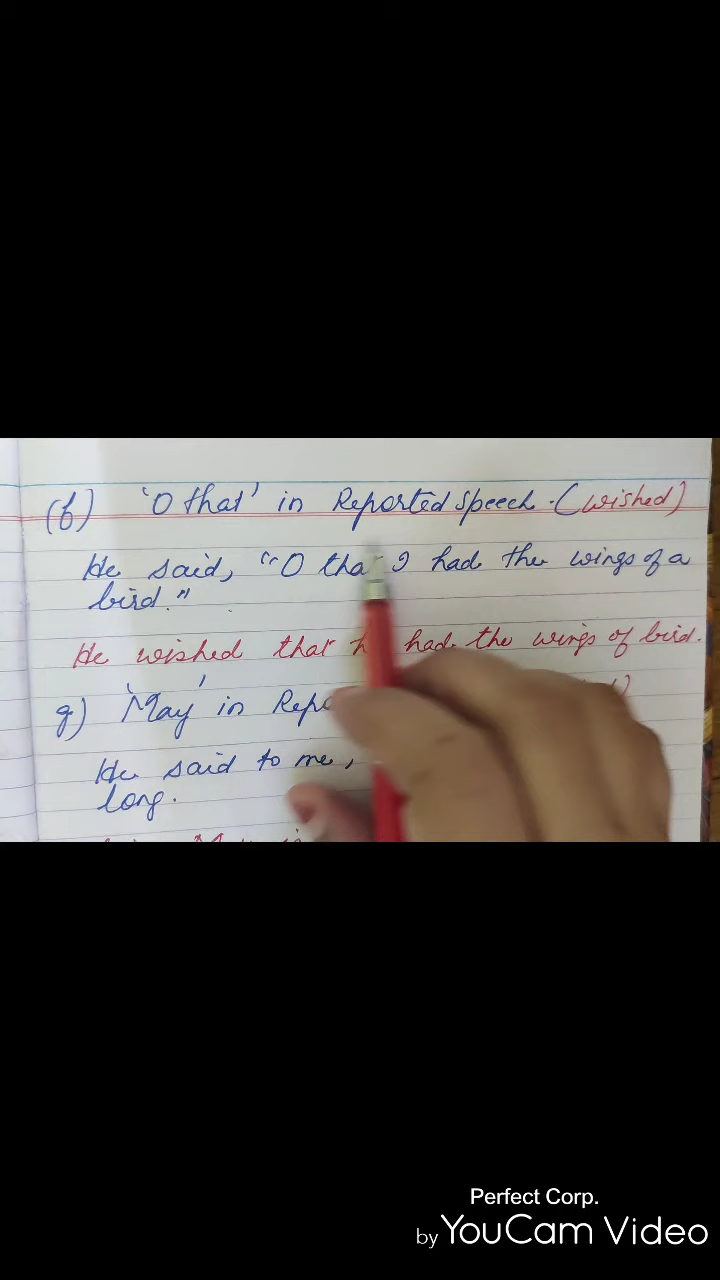 (f) 'O that' in Reported Speech. (wished)
He said, "O that I had the wings of a
bird."
He wished that h had the wings of bird.
g) 'May' in Repo
He said to me,
long.
Perfect Corp.
by YouCam Video